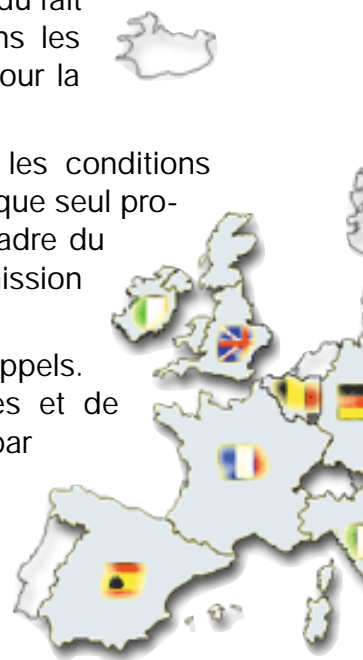 du fait
ns les
our la
les conditions
que seul pro-
adre du
ission
ppels.
es et de
par